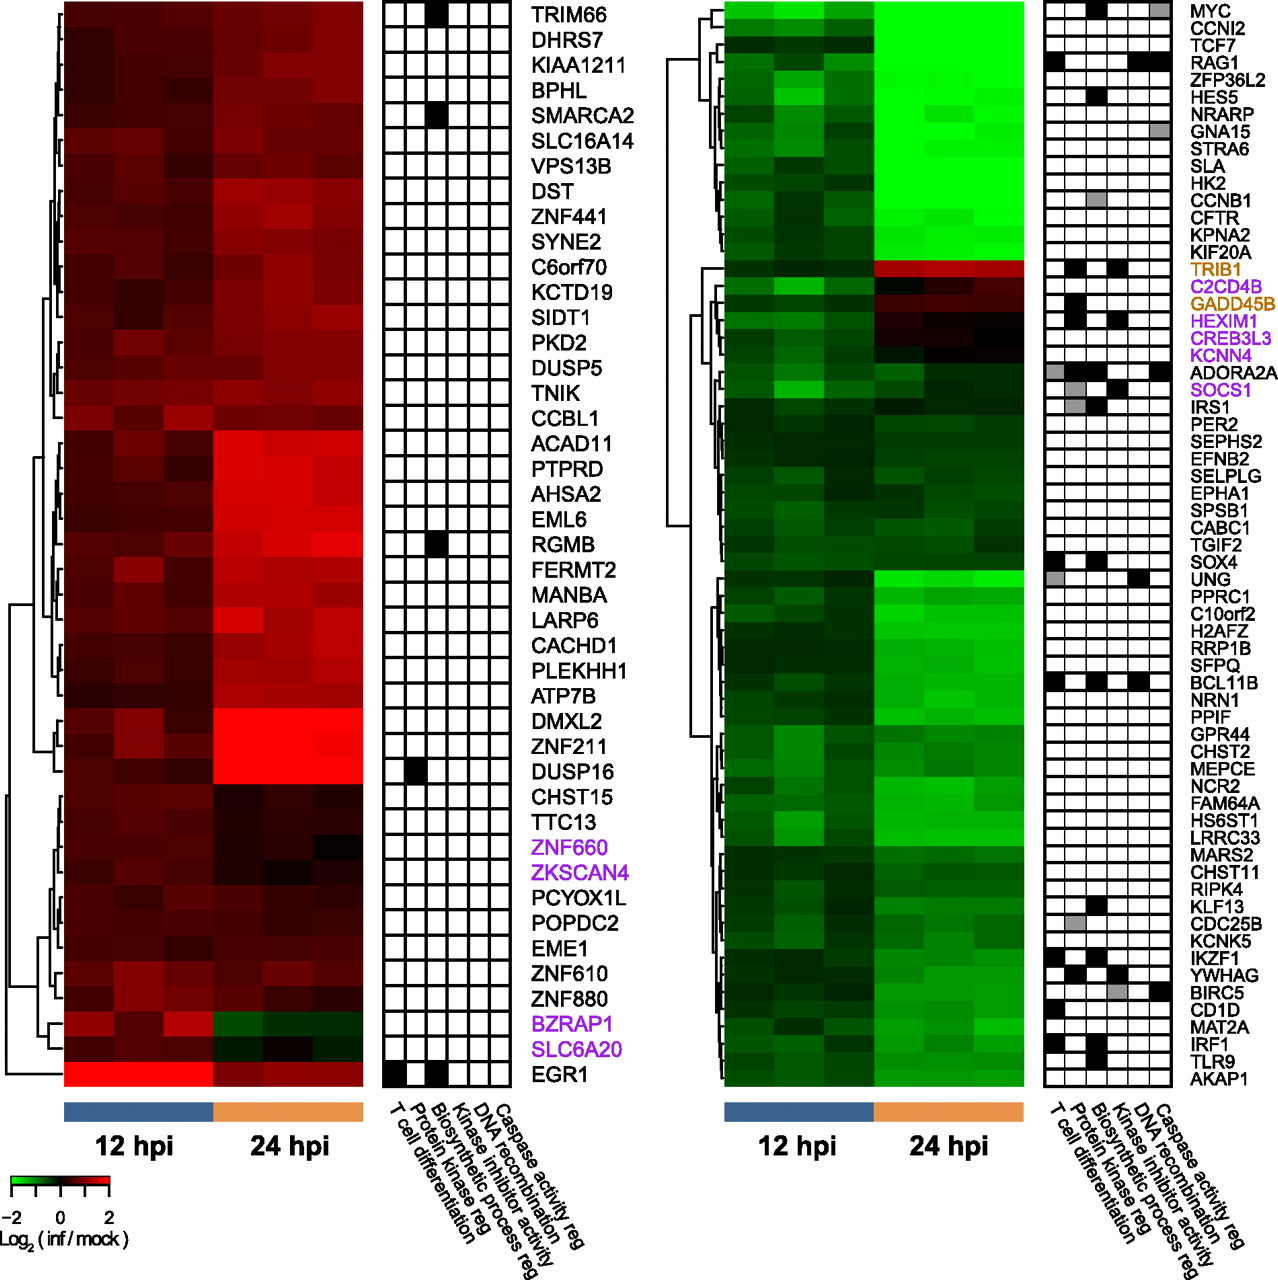 TRIM66
DHRS7
KIAA1211
BPHL
SMARCA2
SLC16A14
VPS13B
DST
ZNF441
SYNE2
C6orf70
KCTD19
SIDT1
PKD2
DUSP5
TNIK
CCBL1
ACAD11
PTPRD
AHSA2
EML6
RGMB
FERMT2
MANBA
LARP6
CACHD1
PLEKHH1
ATP7B
DMXL2
ZNF211
DUSP16
CHST15
TTC13
ZNF660
ZKSCAN4
PCYOX1L
POPDC2
EME1
ZNF610
ZNF880
BZRAP1
SLC6A20
EGR1
12 hpi
24 hpi
T cell differentiation
Protein kinase reg
Biosynthetic process reg
Kinase inhibitor activity
DNA recombination
Caspase activity reg
−2 0 2
Log2 ( inf / mock )
MYC
CCNI2
TCF7
RAG1
ZFP36L2
HES5
NRARP
GNA15
STRA6
SLA
HK2
CCNB1
CFTR
KPNA2
KIF20A
TRIB1
C2CD4B
GADD45B
HEXIM1
CREB3L3
KCNN4
ADORA2A
SOCS1
IRS1
PER2
SEPHS2
EFNB2
SELPLG
EPHA1
SPSB1
CABC1
TGIF2
SOX4
UNG
PPRC1
C10orf2
H2AFZ
RRP1B
SFPQ
BCL11B
NRN1
PPIF
GPR44
CHST2
MEPCE
NCR2
FAM64A
HS6ST1
LRRC33
MARS2
CHST11
RIPK4
KLF13
CDC25B
KCNK5
IKZF1
YWHAG
BIRC5
CD1D
MAT2A
IRF1
TLR9
AKAP1
12 hpi
24 hpi
T cell differentiation
Protein kinase reg
Biosynthetic process reg
Kinase inhibitor activity
DNA recombination
Caspase activity reg